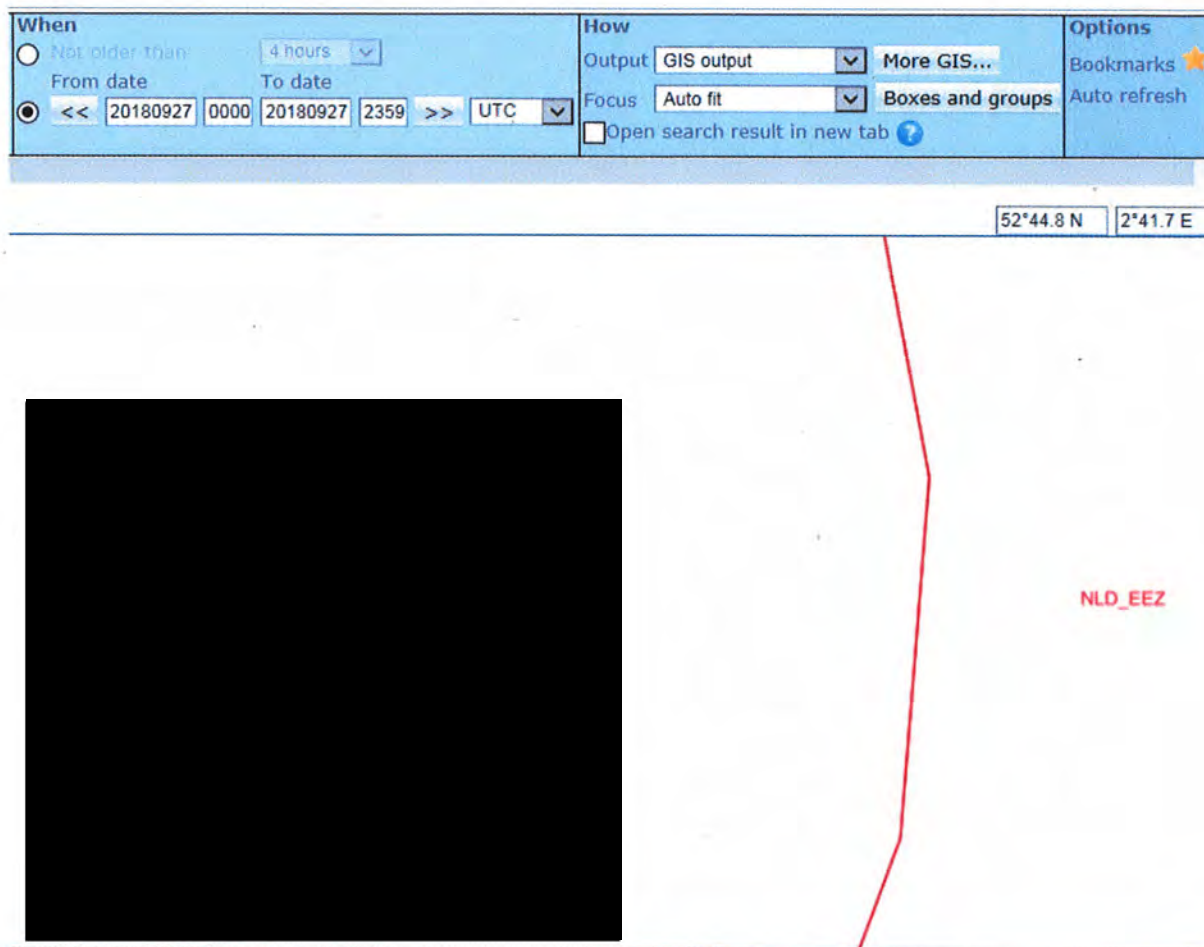 When
Not older than 4 hours
From date To date
<< 20180927 0000 20180927 2359 >> UTC
How
Output GIS output More GIS...
Focus Auto fit Boxes and groups
Open search result in new tab ?
Options
Bookmarks
Auto refresh
52°44.8 N 2°41.7 E
NLD_EEZ